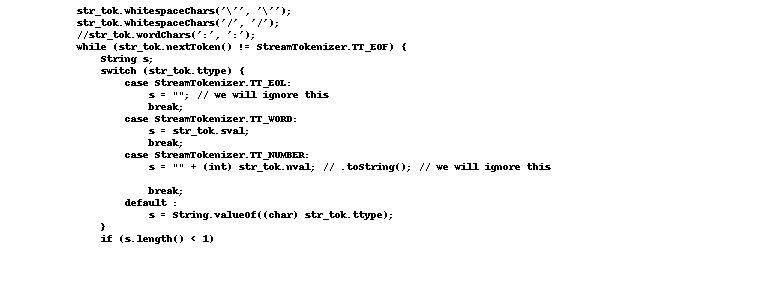 str_tok.whitespaceChars('\'', '\'');
str_tok.whitespaceChars('/', '/');
//str_tok.wordChars(':', ':');
while (str_tok.nextToken() != StreamTokenizer.TT_EOF) {
String s;
switch (str_tok.ttype) {
case StreamTokenizer.TT_EOL:
s = ""; // we will ignore this
break;
case StreamTokenizer.TT_WORD:
s = str_tok.sval;
break;
case StreamTokenizer.TT_NUMBER:
s = "" + (int) str_tok.nval; // .toString(); // we will ignore this
break;
default :
s = String.valueOf((char) str_tok.ttype);
}
if (s.length() < 1)